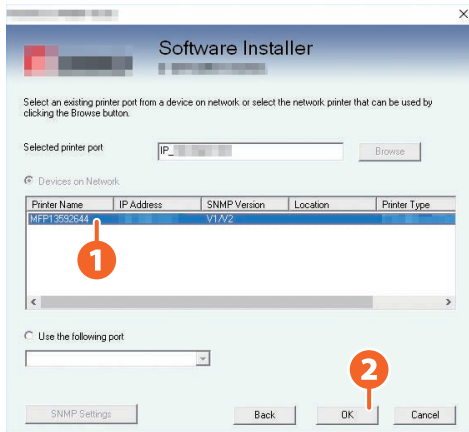 Software Installer
Select an existing printer port from a device on network or select the network printer that can be used by
clicking the Browse button.
Selected printer port IP_ Browse
Devices on Network
Printer Name IP Address SNMP Version Location Printer Type
MFP13592644 V1/V2
1
Use the following port
2
SNMP Settings Back OK Cancel